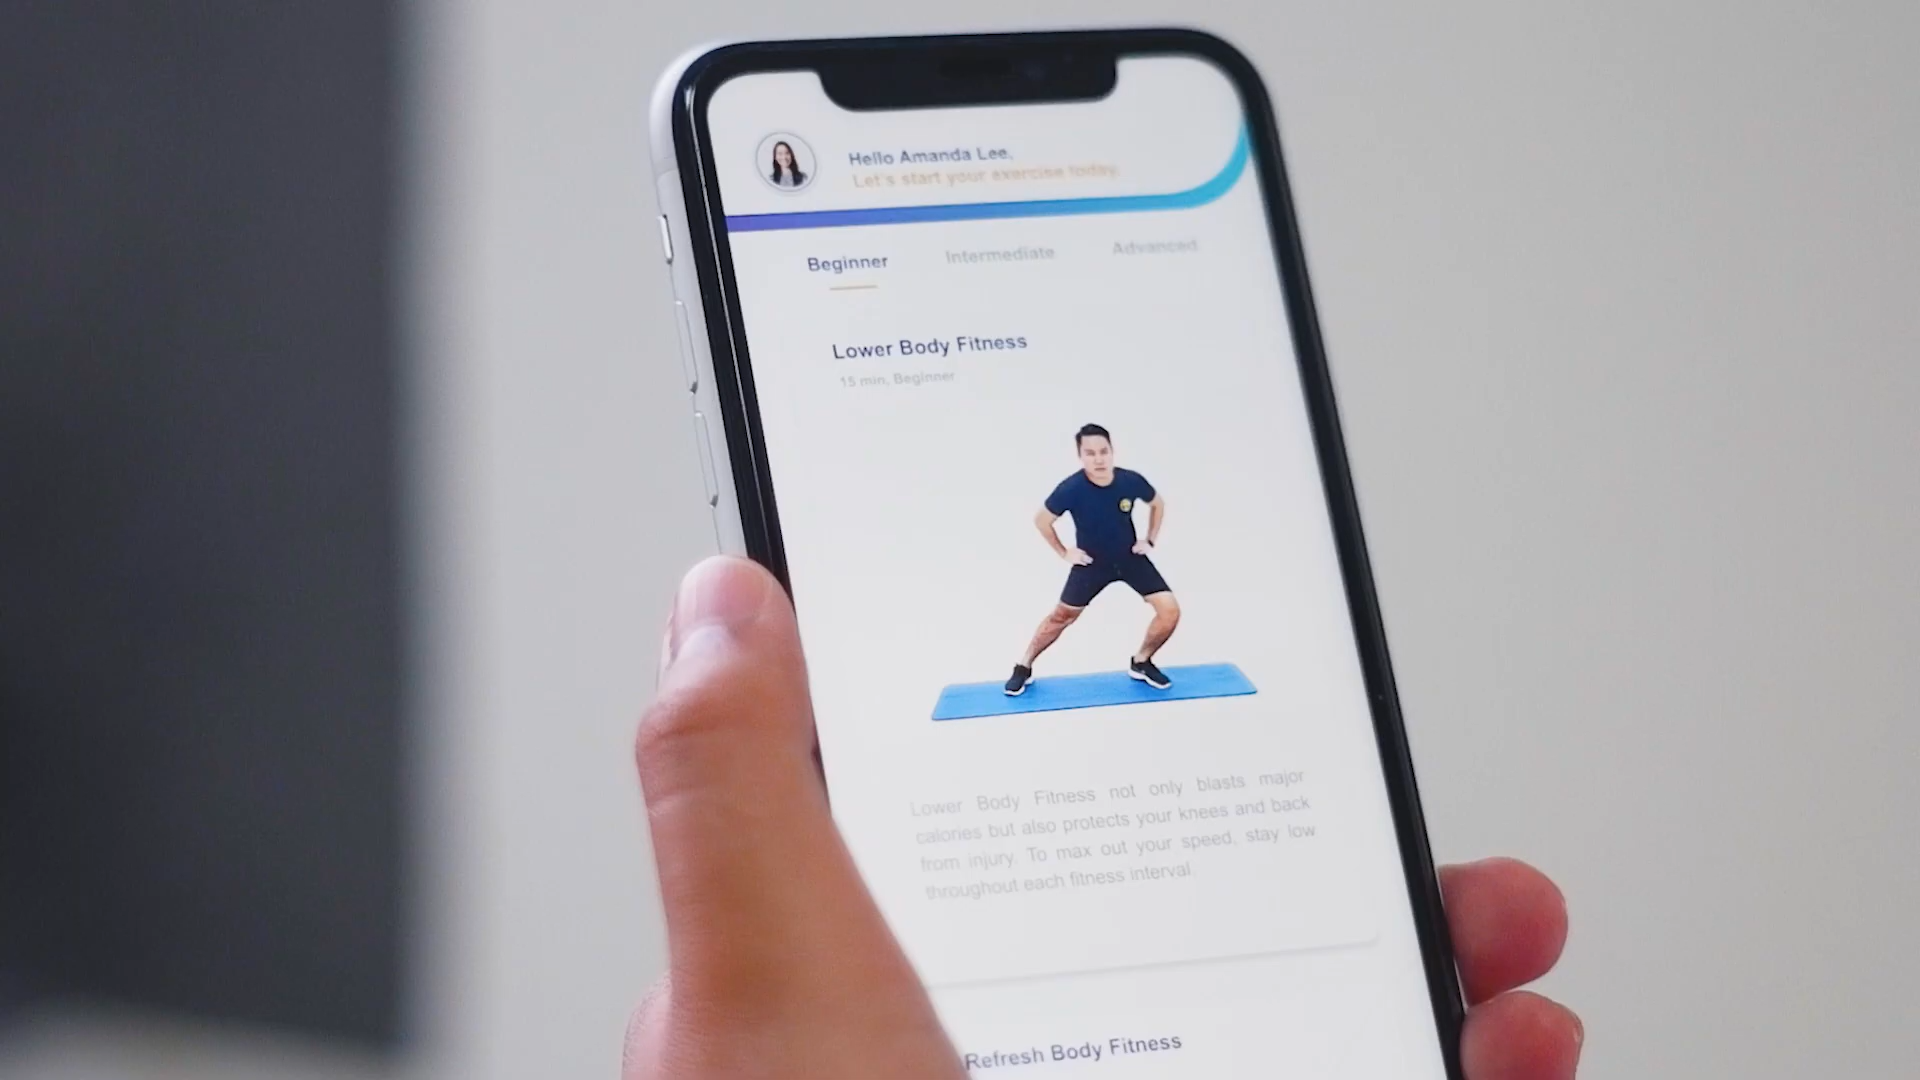 Hello Amanda Lee,
Let's start your exercise today.
Beginner Intermediate Advanced
Lower Body Fitness
15 min, Beginner
Lower Body Fitness not only blasts major
calories but also protects your knees and back
from injury. To max out your speed, stay low
throughout each fitness interval.
Refresh Body Fitness